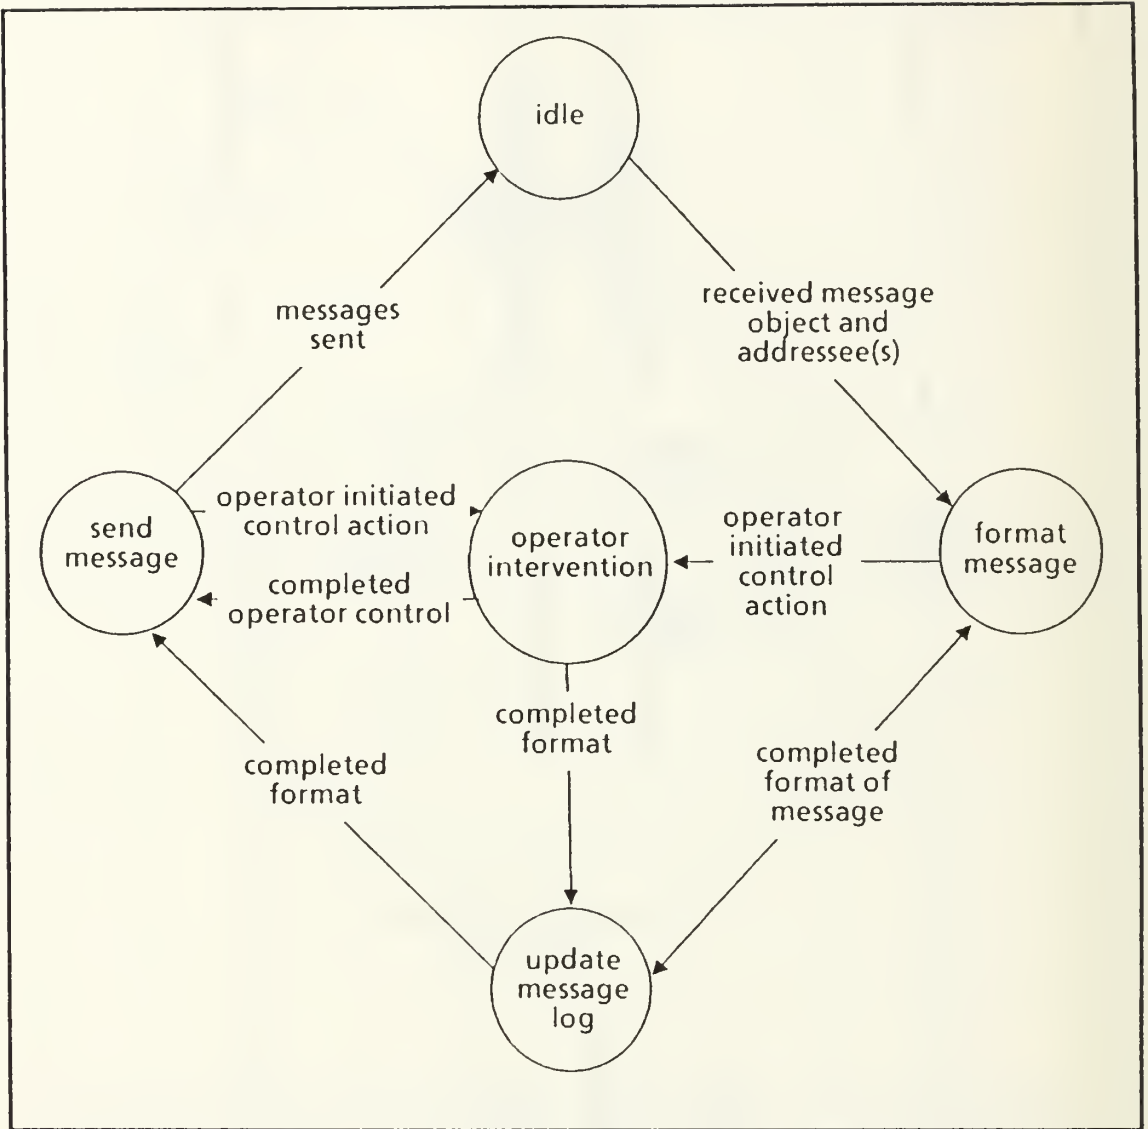 idle
messages
sent
received message
object and
addressee(s)
send
message
operator initiated
control action
completed
operator control
operator
intervention
operator
initiated
control
action
format
message
completed
format
completed
format
completed
format of
message
update
message
log